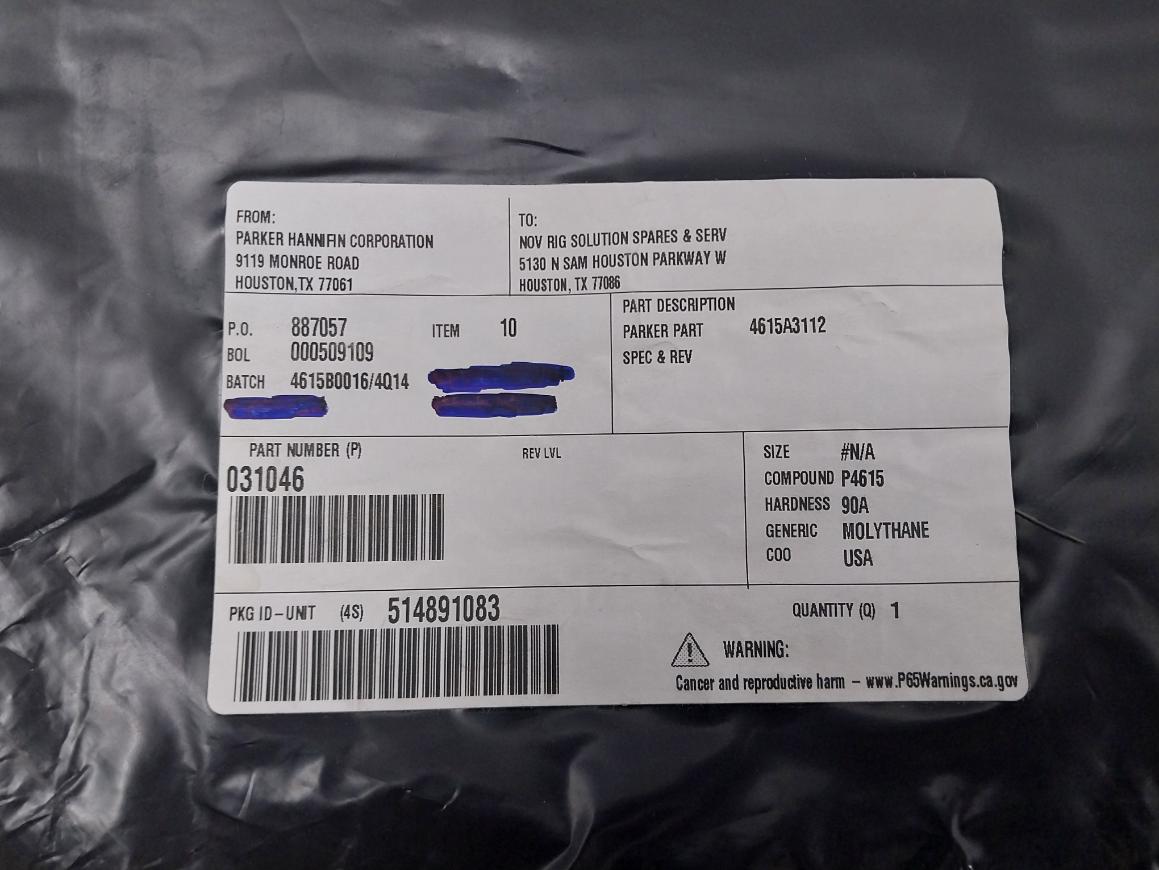 FROM:
PARKER HANNIFIN CORPORATION
9119 MONROE ROAD
HOUSTON,TX 77061
TO:
NOV RIG SOLUTION SPARES & SERV
5130 N SAM HOUSTON PARKWAY W
HOUSTON, TX 77086
P.O. 887057 ITEM 10
BOL 000509109
BATCH 4615B0016/4Q14
PART DESCRIPTION
PARKER PART 4615A3112
SPEC & REV
PART NUMBER (P) REV LVL
031046
SIZE #N/A
COMPOUND P4615
HARDNESS 90A
GENERIC MOLYTHANE
COO USA
PKG ID-UNIT (4S) 514891083
QUANTITY (Q) 1
WARNING:
Cancer and reproductive harm - www.P65Warnings.ca.gov